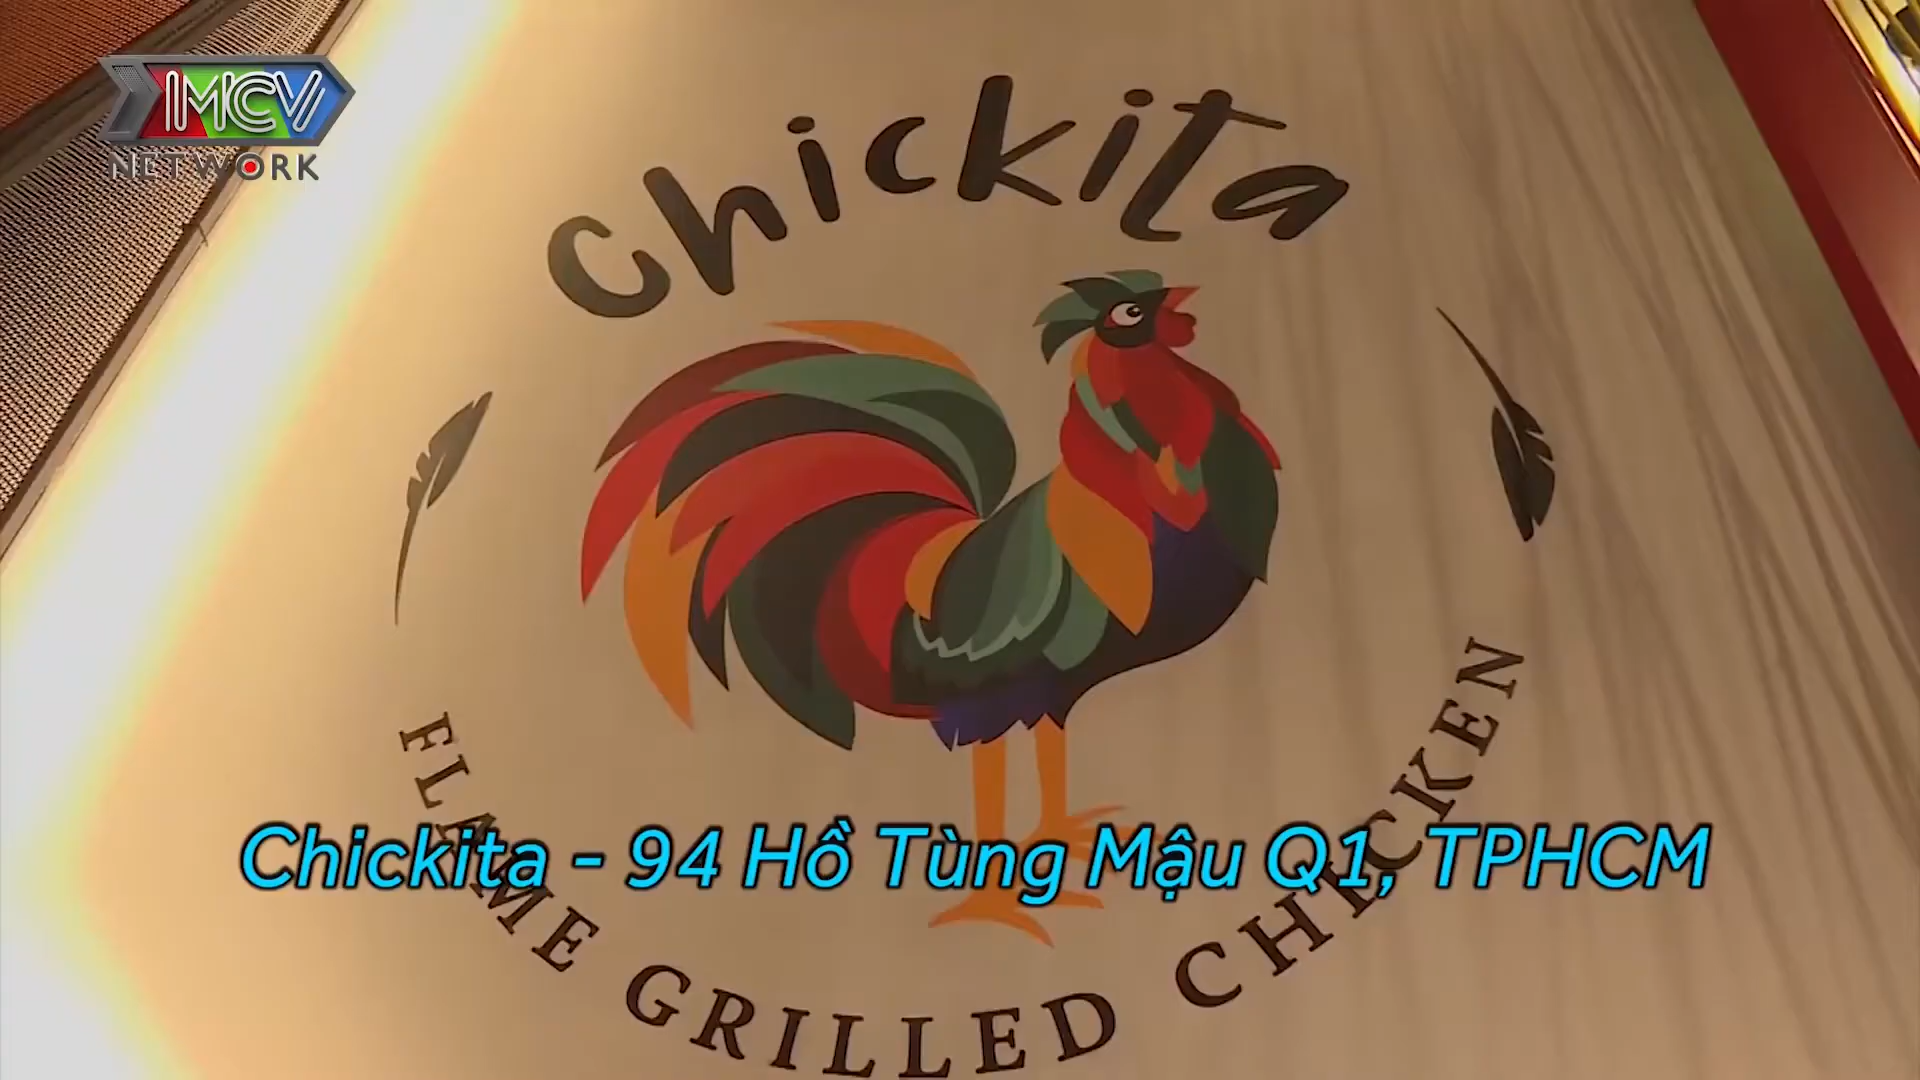 MCV
NETWORK
Chickita
Chickita - 94 Hồ Tùng Mậu Q1, TPHCM
FLAME GRILLED CHICKEN